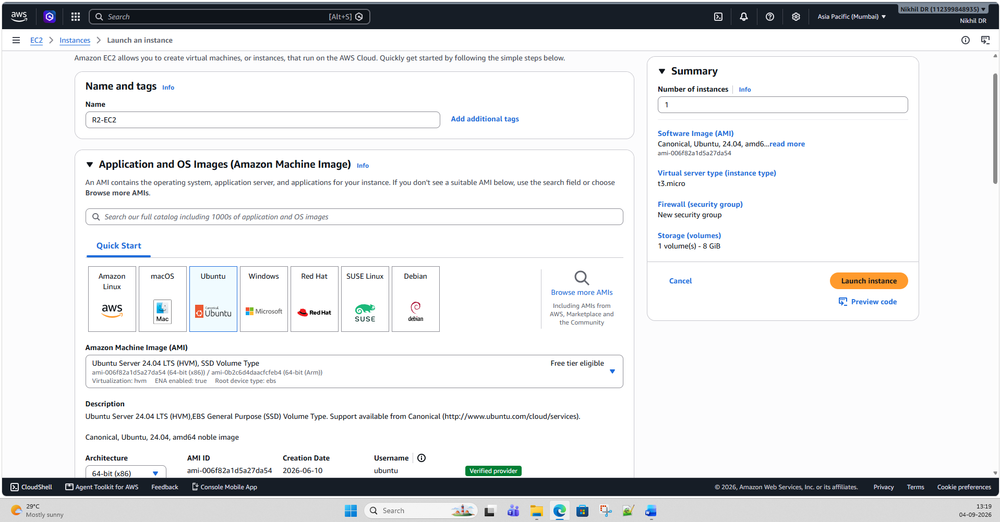 aws
Search
[Alt+S]
Asia Pacific (Mumbai)
Nikhil DR (112399848935)
Nikhil DR
EC2
Instances
Launch an instance
Amazon EC2 allows you to create virtual machines, or instances, that run on the AWS Cloud. Quickly get started by following the simple steps below.
Name and tags Info
Name
R2-EC2
Add additional tags
Application and OS Images (Amazon Machine Image) Info
An AMI contains the operating system, application server, and applications for your instance. If you don't see a suitable AMI below, use the search field or choose
Browse more AMIs.
Search our full catalog including 1000s of application and OS images
Quick Start
Amazon
Linux
aws
macOS
Mac
Ubuntu
Canonical
Ubuntu
Windows
Microsoft
Red Hat
Red Hat
SUSE Linux
SUSE
Debian
debian
Browse more AMIs
Including AMIs from
AWS, Marketplace and
the Community
Amazon Machine Image (AMI)
Ubuntu Server 24.04 LTS (HVM), SSD Volume Type
Free tier eligible
ami-006f82a1d5a27da54 (64-bit (x86)) / ami-0b2c6d4daacfcfeb4 (64-bit (Arm))
Virtualization: hvm ENA enabled: true Root device type: ebs
Description
Ubuntu Server 24.04 LTS (HVM),EBS General Purpose (SSD) Volume Type. Support available from Canonical (http://www.ubuntu.com/cloud/services).
Canonical, Ubuntu, 24.04, amd64 noble image
Architecture
64-bit (x86)
AMI ID
ami-006f82a1d5a27da54
Creation Date
2026-06-10
Username
ubuntu
Verified provider
Summary
Number of instances Info
1
Software Image (AMI)
Canonical, Ubuntu, 24.04, amd6...read more
ami-006f82a1d5a27da54
Virtual server type (instance type)
t3.micro
Firewall (security group)
New security group
Storage (volumes)
1 volume(s) - 8 GiB
Cancel
Launch instance
Preview code
CloudShell
Agent Toolkit for AWS
Feedback
Console Mobile App
© 2026, Amazon Web Services, Inc. or its affiliates.
Privacy
Terms
Cookie preferences
29°C
Mostly sunny
Search
13:19
04-09-2026